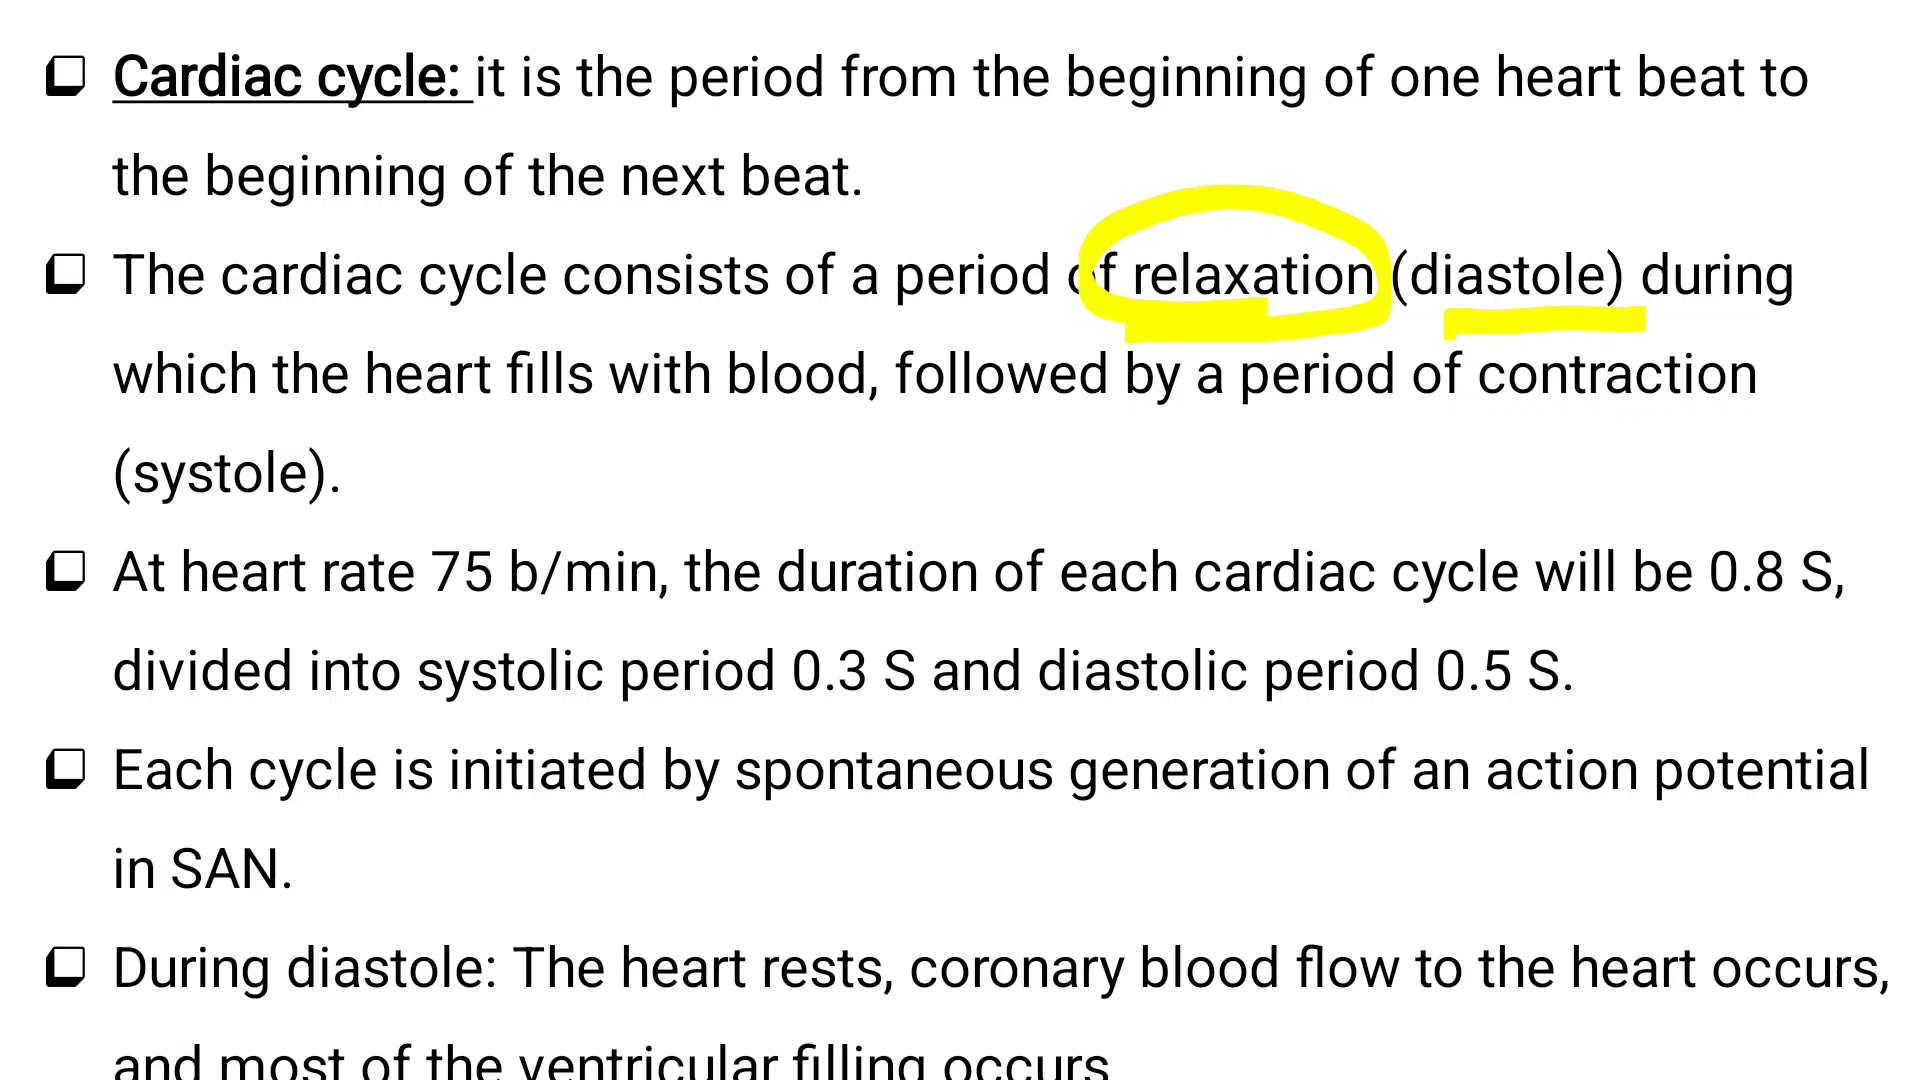 Cardiac cycle: it is the period from the beginning of one heart beat to
the beginning of the next beat.
The cardiac cycle consists of a period of relaxation (diastole) during
which the heart fills with blood, followed by a period of contraction
(systole).
At heart rate 75 b/min, the duration of each cardiac cycle will be 0.8 S,
divided into systolic period 0.3 S and diastolic period 0.5 S.
Each cycle is initiated by spontaneous generation of an action potential
in SAN.
During diastole: The heart rests, coronary blood flow to the heart occurs,
and most of the ventricular filling occurs